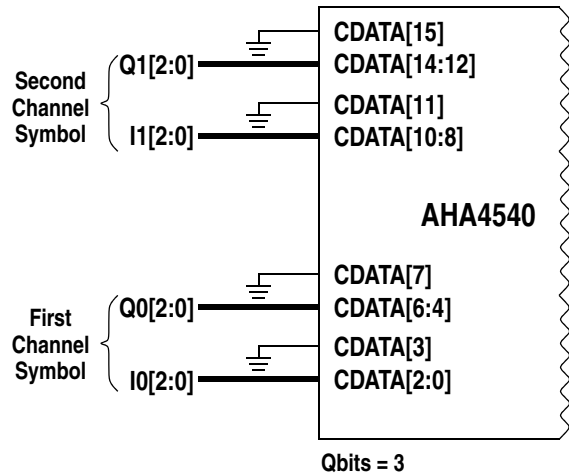 CDATA[15]
Q1[2:0] CDATA[14:12]
Second
Channel
Symbol
CDATA[11]
I1[2:0] CDATA[10:8]
AHA4540
CDATA[7]
Q0[2:0] CDATA[6:4]
First
Channel
Symbol
CDATA[3]
I0[2:0] CDATA[2:0]
Qbits = 3